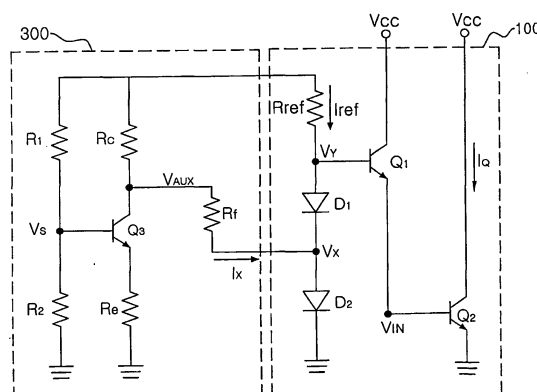 300
VCC
VCC
100
R1
RC
Rref
Iref
VY
Q1
IQ
VAUX
Rf
D1
VS
Q3
VX
IX
R2
Re
D2
VIN
Q2